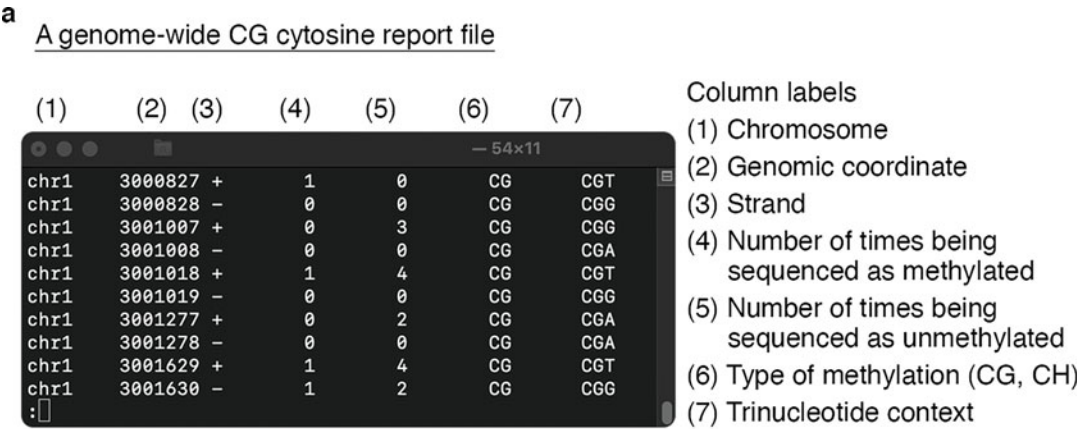 a
A genome-wide CG cytosine report file
(1) (2) (3) (4) (5) (6) (7)
— 54×11
chr1 3000827 + 1 0 CG CGT
chr1 3000828 – 0 0 CG CGG
chr1 3001007 + 0 3 CG CGG
chr1 3001008 – 0 0 CG CGA
chr1 3001018 + 1 4 CG CGT
chr1 3001019 – 0 0 CG CGG
chr1 3001277 + 0 2 CG CGA
chr1 3001278 – 0 0 CG CGA
chr1 3001629 + 1 4 CG CGT
chr1 3001630 – 1 2 CG CGG
:
Column labels
(1) Chromosome
(2) Genomic coordinate
(3) Strand
(4) Number of times being
sequenced as methylated
(5) Number of times being
sequenced as unmethylated
(6) Type of methylation (CG, CH)
(7) Trinucleotide context